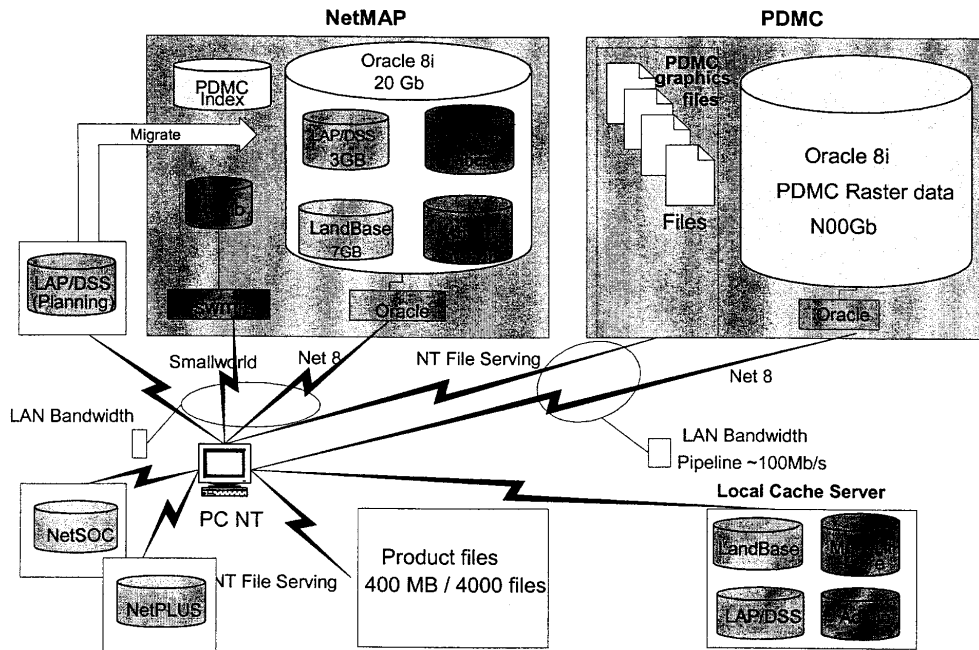 NetMAP
PDMC
Oracle 8i
20 Gb
PDMC
Index
LAP/DSS
3GB
LandBase
7GB
Migrate
LAP/DSS
(Planning)
Oracle
PDMC
graphics
files
Files
Oracle 8i
PDMC Raster data
N00Gb
Oracle
Smallworld
Net 8
NT File Serving
Net 8
LAN Bandwidth
LAN Bandwidth
Pipeline ~100Mb/s
PC NT
Local Cache Server
NetSOC
NetPLUS
NT File Serving
Product files
400 MB / 4000 files
LandBase
LAP/DSS